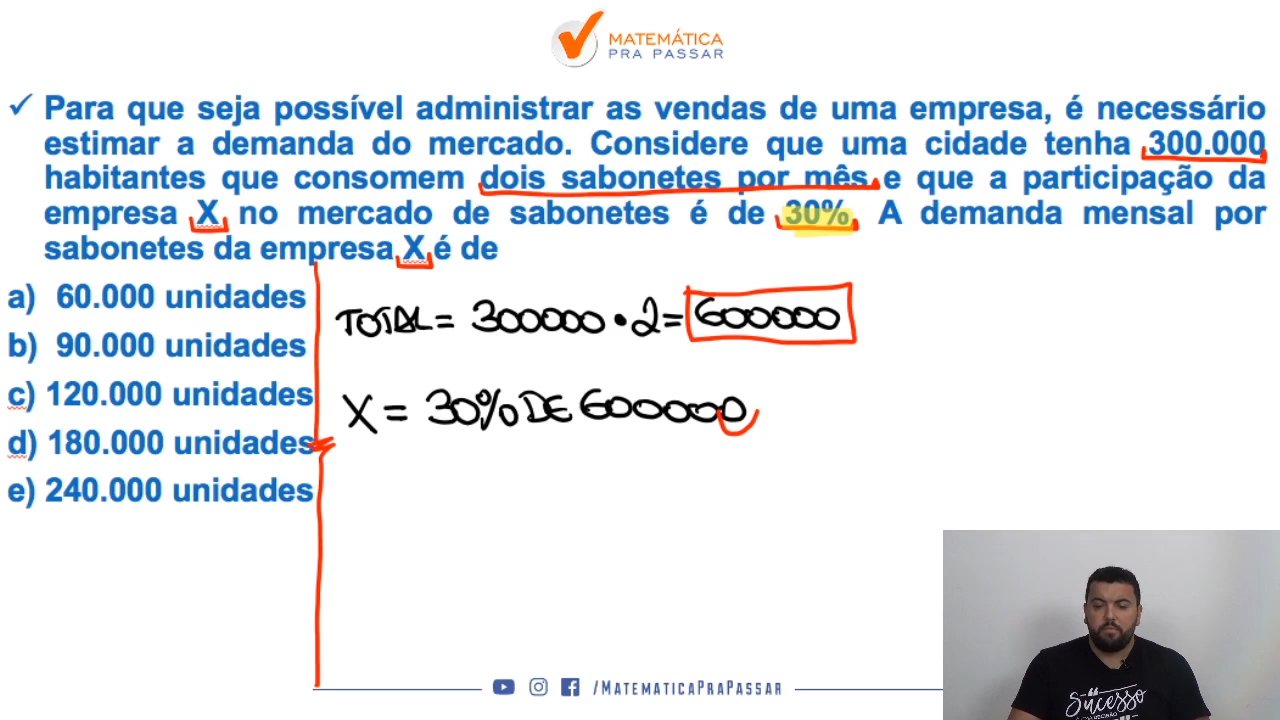 MATEMÁTICA
PRA PASSAR
✓ Para que seja possível administrar as vendas de uma empresa, é necessário
estimar a demanda do mercado. Considere que uma cidade tenha 300.000
habitantes que consomem dois sabonetes por mês e que a participação da
empresa X no mercado de sabonetes é de 30%. A demanda mensal por
sabonetes da empresa X é de
a) 60.000 unidades
b) 90.000 unidades
c) 120.000 unidades
d) 180.000 unidades
e) 240.000 unidades
TOTAL = 300000 • 2 = 600000
X = 30% DE 600000
/MATEMATICAPRAPASSAR
Sucesso